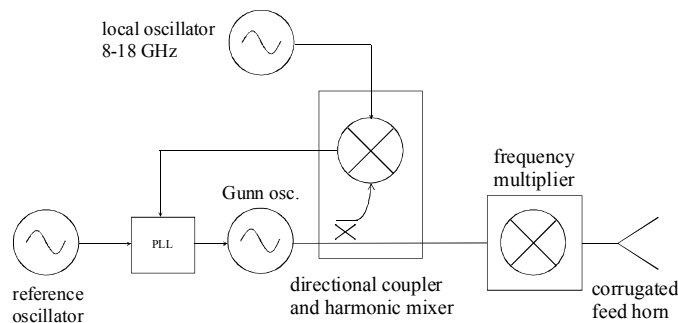 local oscillator
8-18 GHz
frequency
multiplier
Gunn osc.
PLL
reference
oscillator
directional coupler
and harmonic mixer
corrugated
feed horn